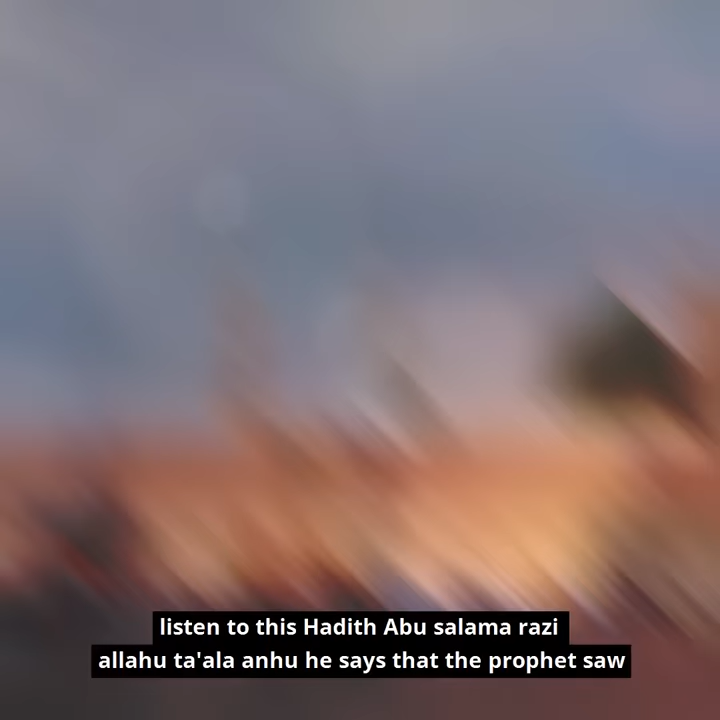 listen to this Hadith Abu salama razi
allahu ta'ala anhu he says that the prophet saw